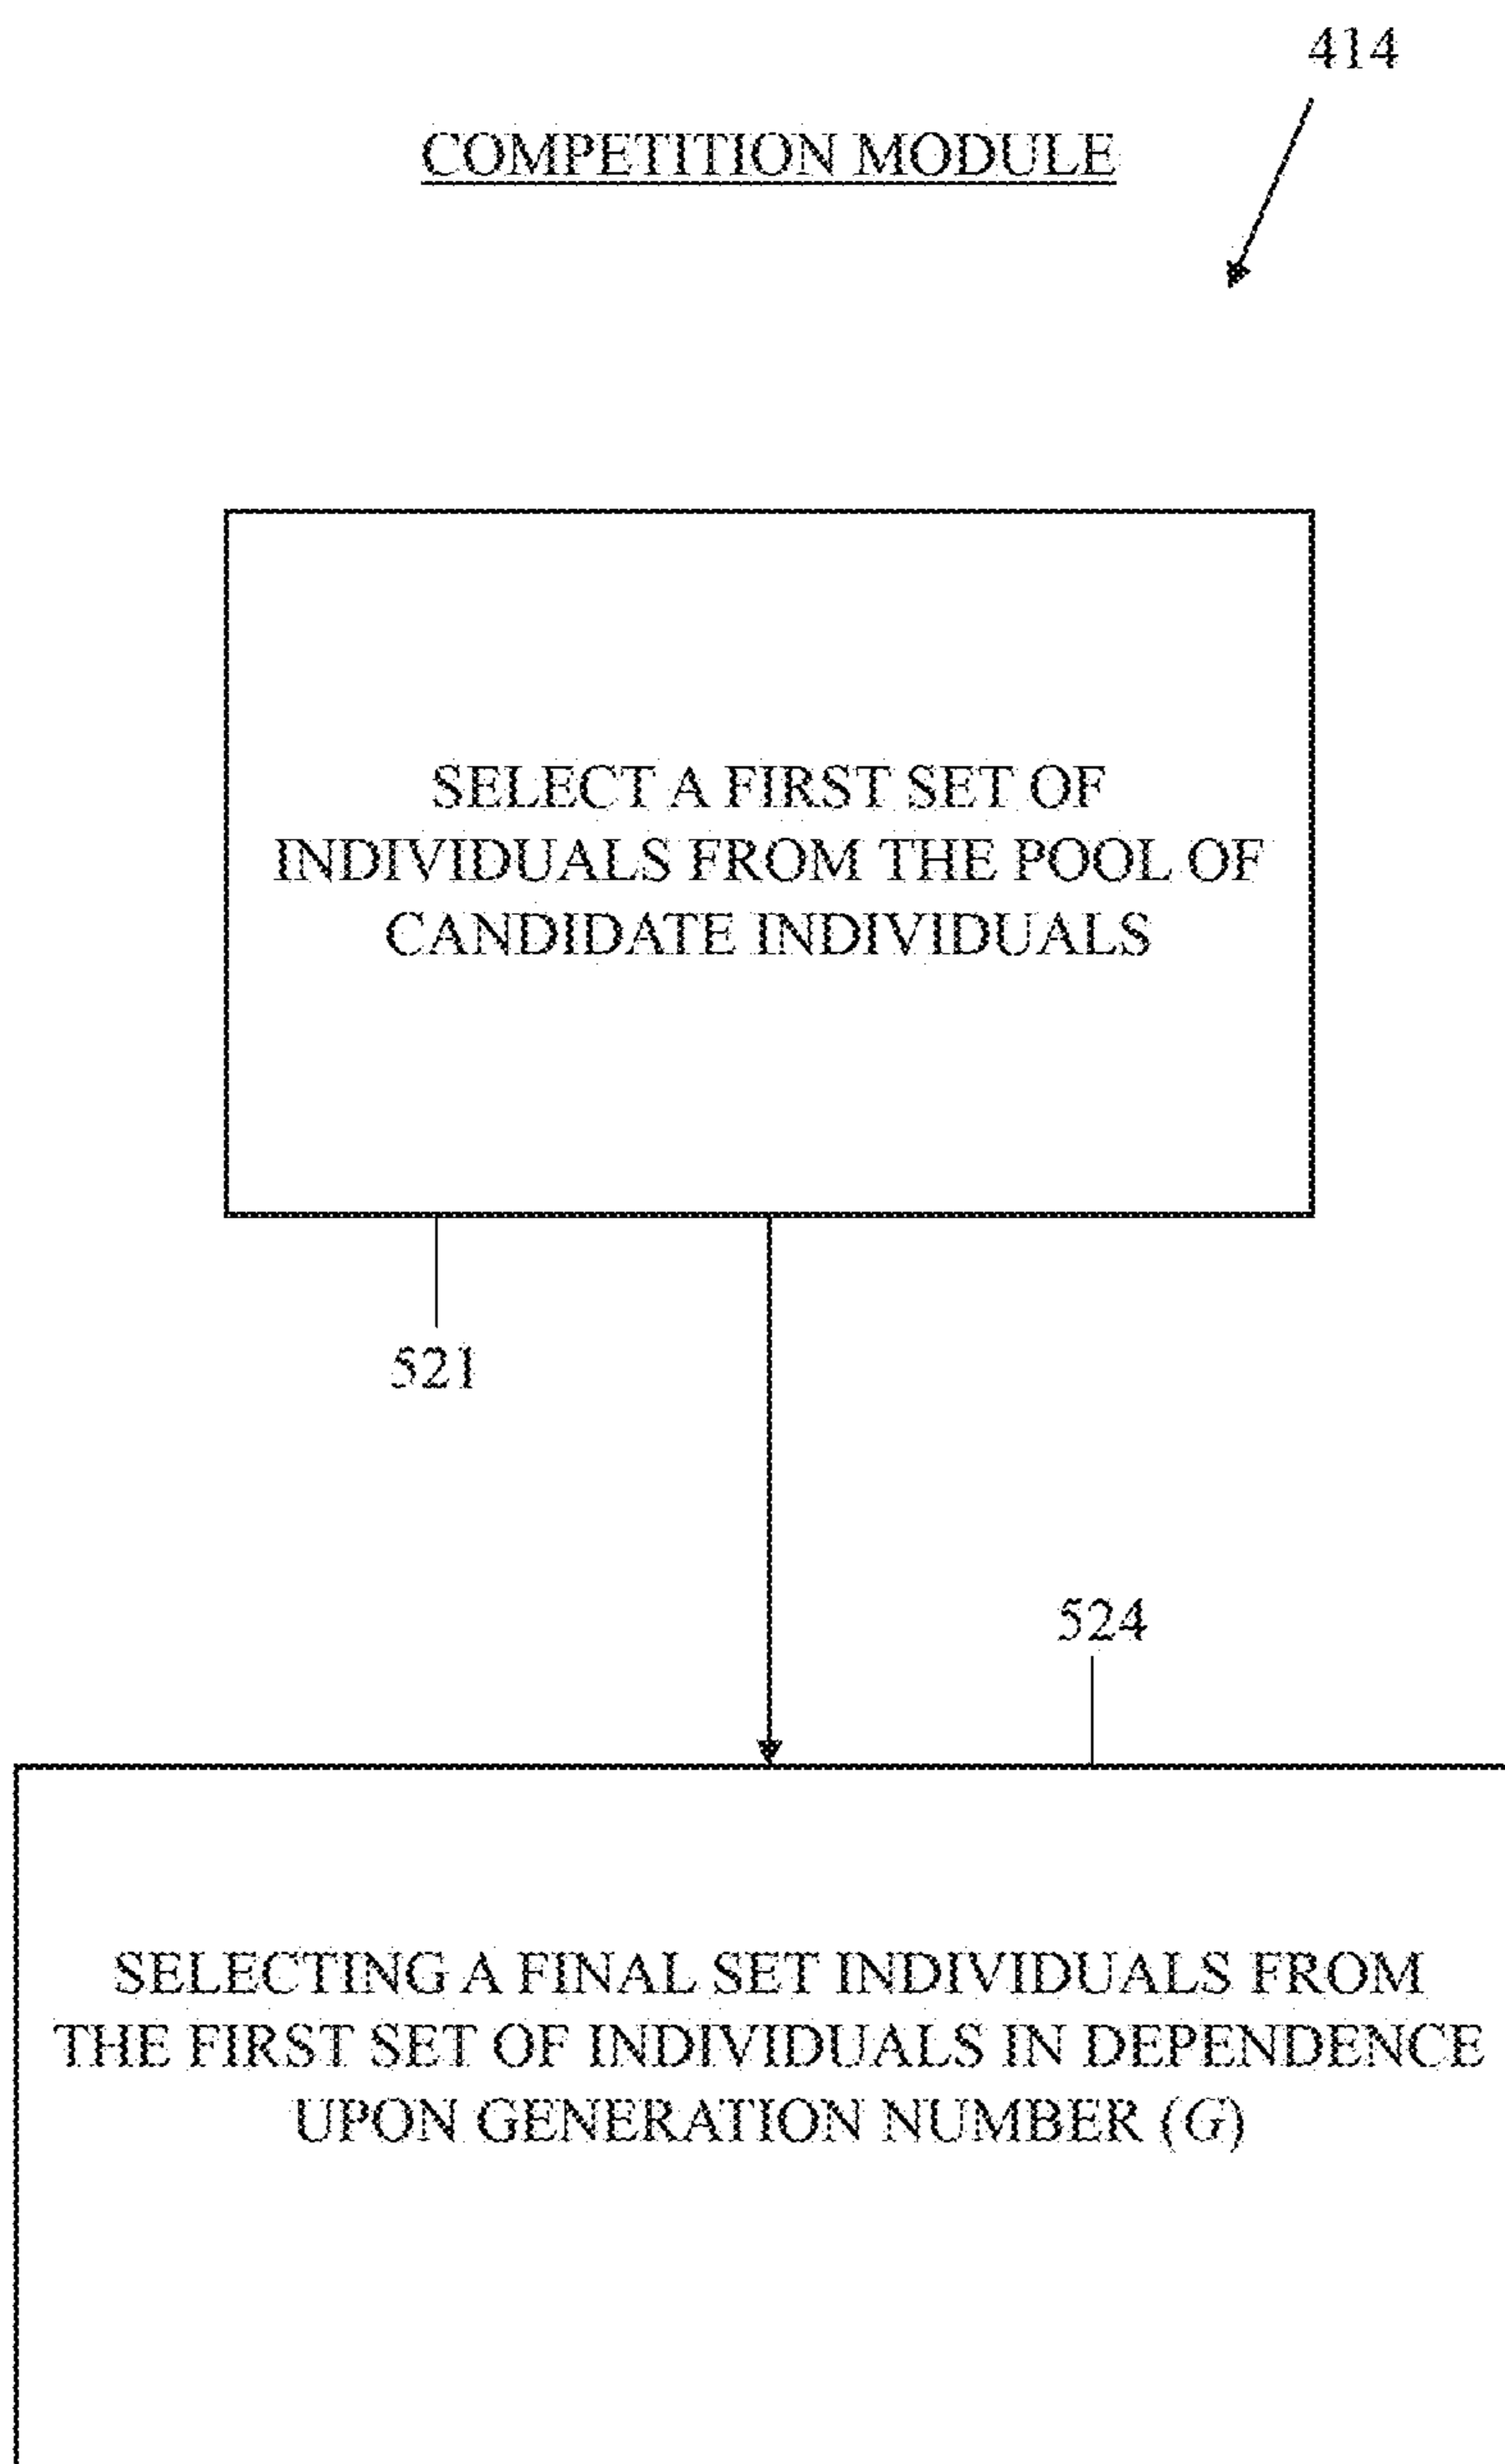 414
COMPETITION MODULE
SELECT A FIRST SET OF
INDIVIDUALS FROM THE POOL OF
CANDIDATE INDIVIDUALS
521
524
SELECTING A FINAL SET INDIVIDUALS FROM
THE FIRST SET OF INDIVIDUALS IN DEPENDENCE
UPON GENERATION NUMBER (G)